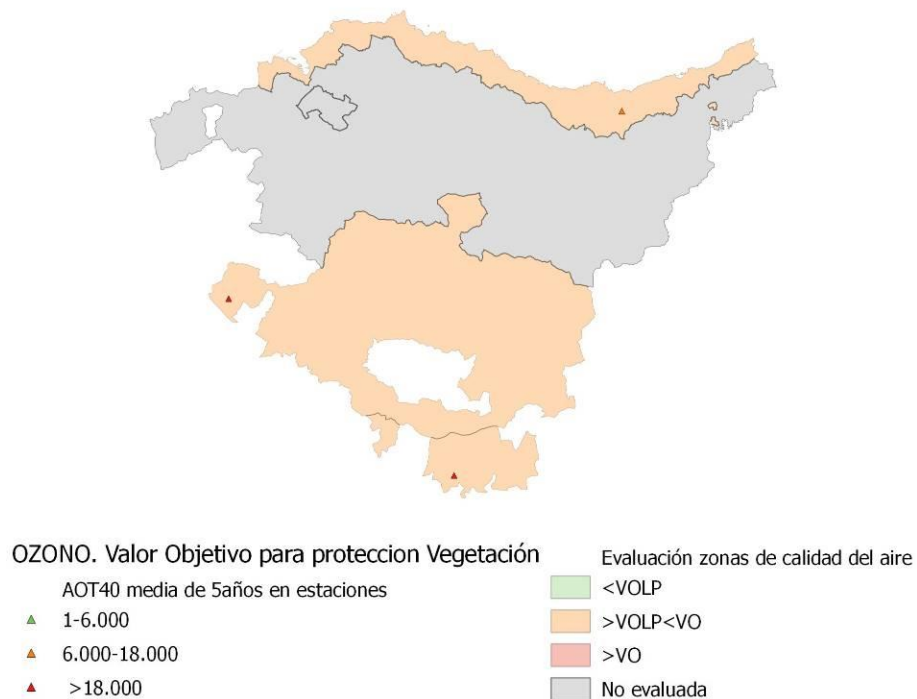 OZONO. Valor Objetivo para proteccion Vegetación
AOT40 media de 5años en estaciones
1-6.000
6.000-18.000
>18.000
Evaluación zonas de calidad del aire
<VOLP
>VOLP<VO
>VO
No evaluada